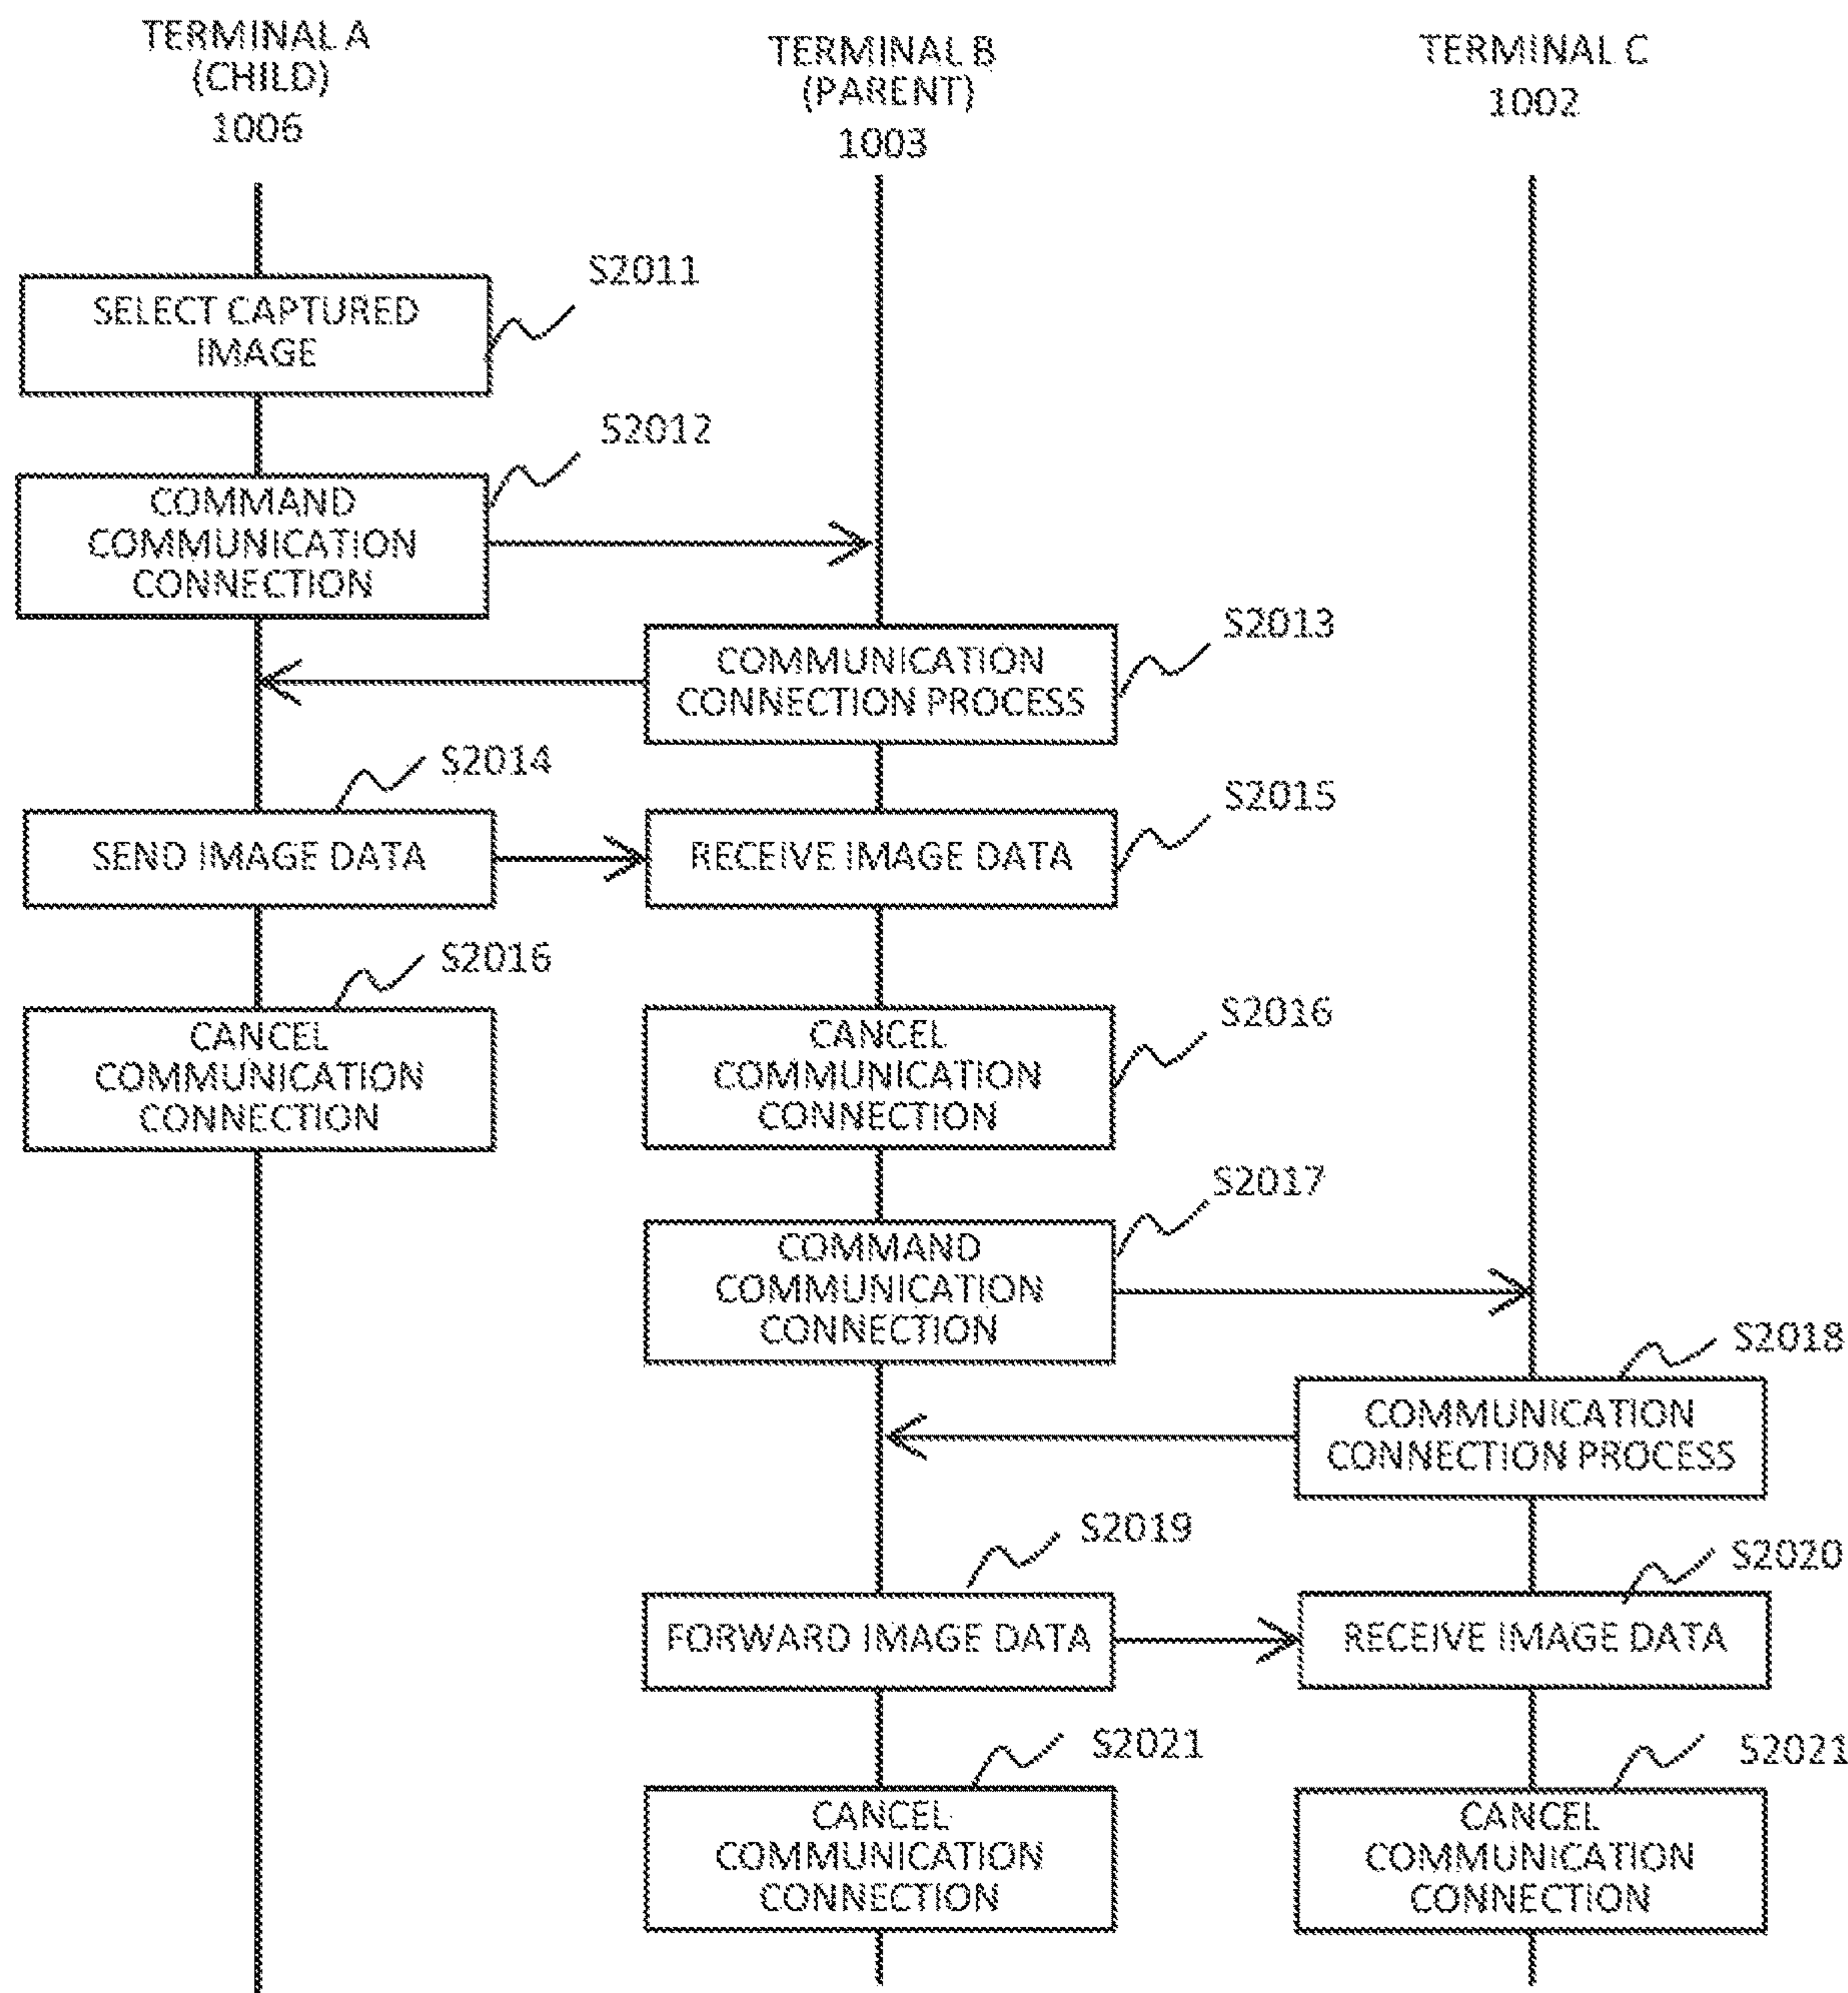 TERMINAL A
(CHILD)
1006
TERMINAL B
(PARENT)
1003
TERMINAL C
1002
S2011
SELECT CAPTURED
IMAGE
S2012
COMMAND
COMMUNICATION
CONNECTION
S2013
COMMUNICATION
CONNECTION PROCESS
S2014
SEND IMAGE DATA
S2015
RECEIVE IMAGE DATA
S2016
CANCEL
COMMUNICATION
CONNECTION
S2016
CANCEL
COMMUNICATION
CONNECTION
S2017
COMMAND
COMMUNICATION
CONNECTION
S2018
COMMUNICATION
CONNECTION PROCESS
S2019
FORWARD IMAGE DATA
S2020
RECEIVE IMAGE DATA
S2021
CANCEL
COMMUNICATION
CONNECTION
S2021
CANCEL
COMMUNICATION
CONNECTION